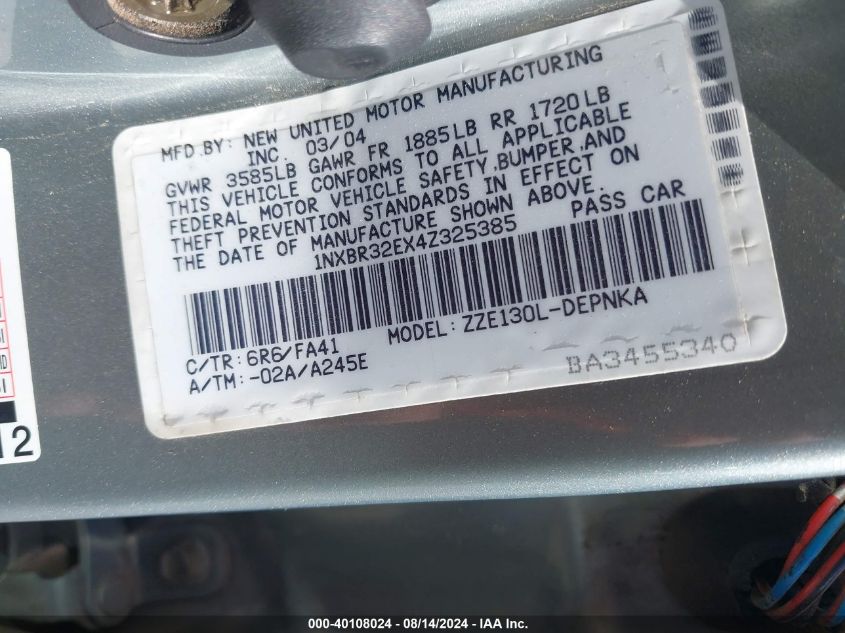 MFD.BY: NEW UNITED MOTOR MANUFACTURING
INC. 03/04
GVWR 3585LB GAWR FR 1885LB RR 1720LB
THIS VEHICLE CONFORMS TO ALL APPLICABLE
FEDERAL MOTOR VEHICLE SAFETY,BUMPER,AND
THEFT PREVENTION STANDARDS IN EFFECT ON
THE DATE OF MANUFACTURE SHOWN ABOVE.
1NXBR32EX4Z325385 PASS CAR
C/TR: 6R6/FA41 MODEL: ZZE130L-DEPNKA
A/TM: -02A/A245E
BA3455340
12
000-40108024 - 08/14/2024 - IAA Inc.